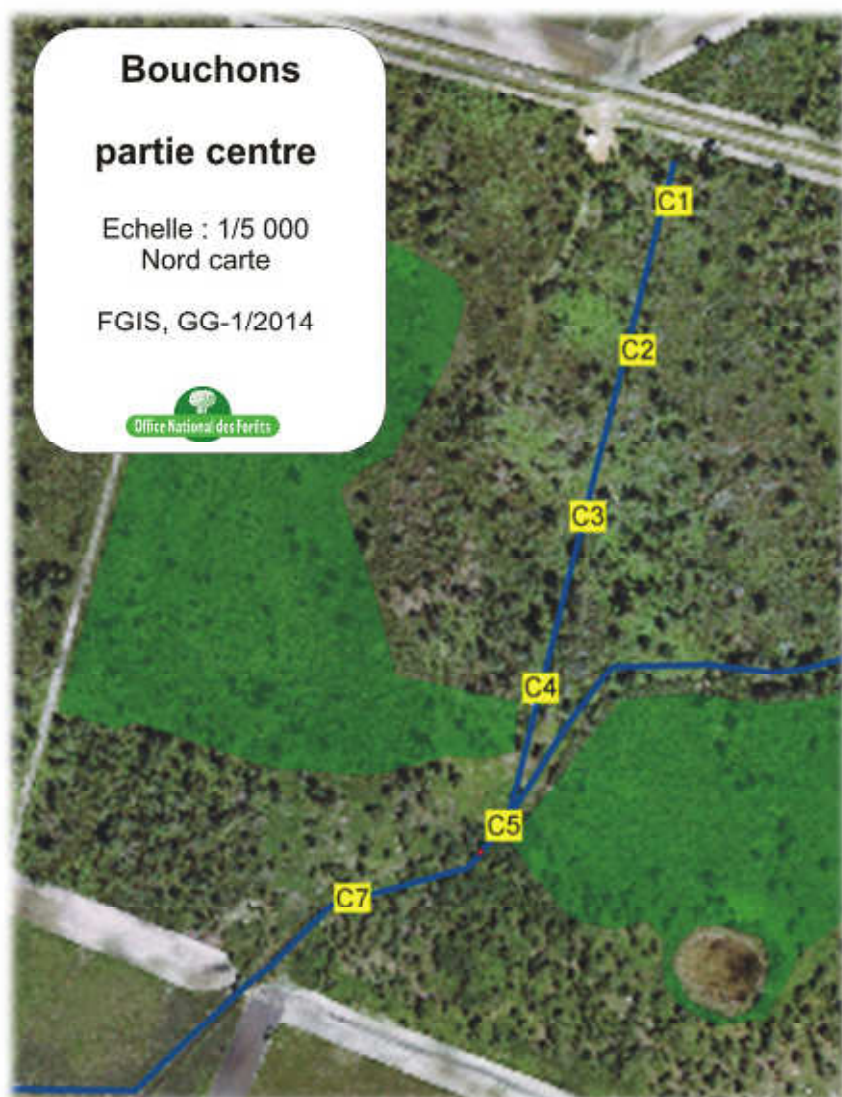 Bouchons
partie centre
Echelle : 1/5 000
Nord carte
FGIS, GG-1/2014
Office National des Forêts
C1
C2
C3
C4
C5
C7